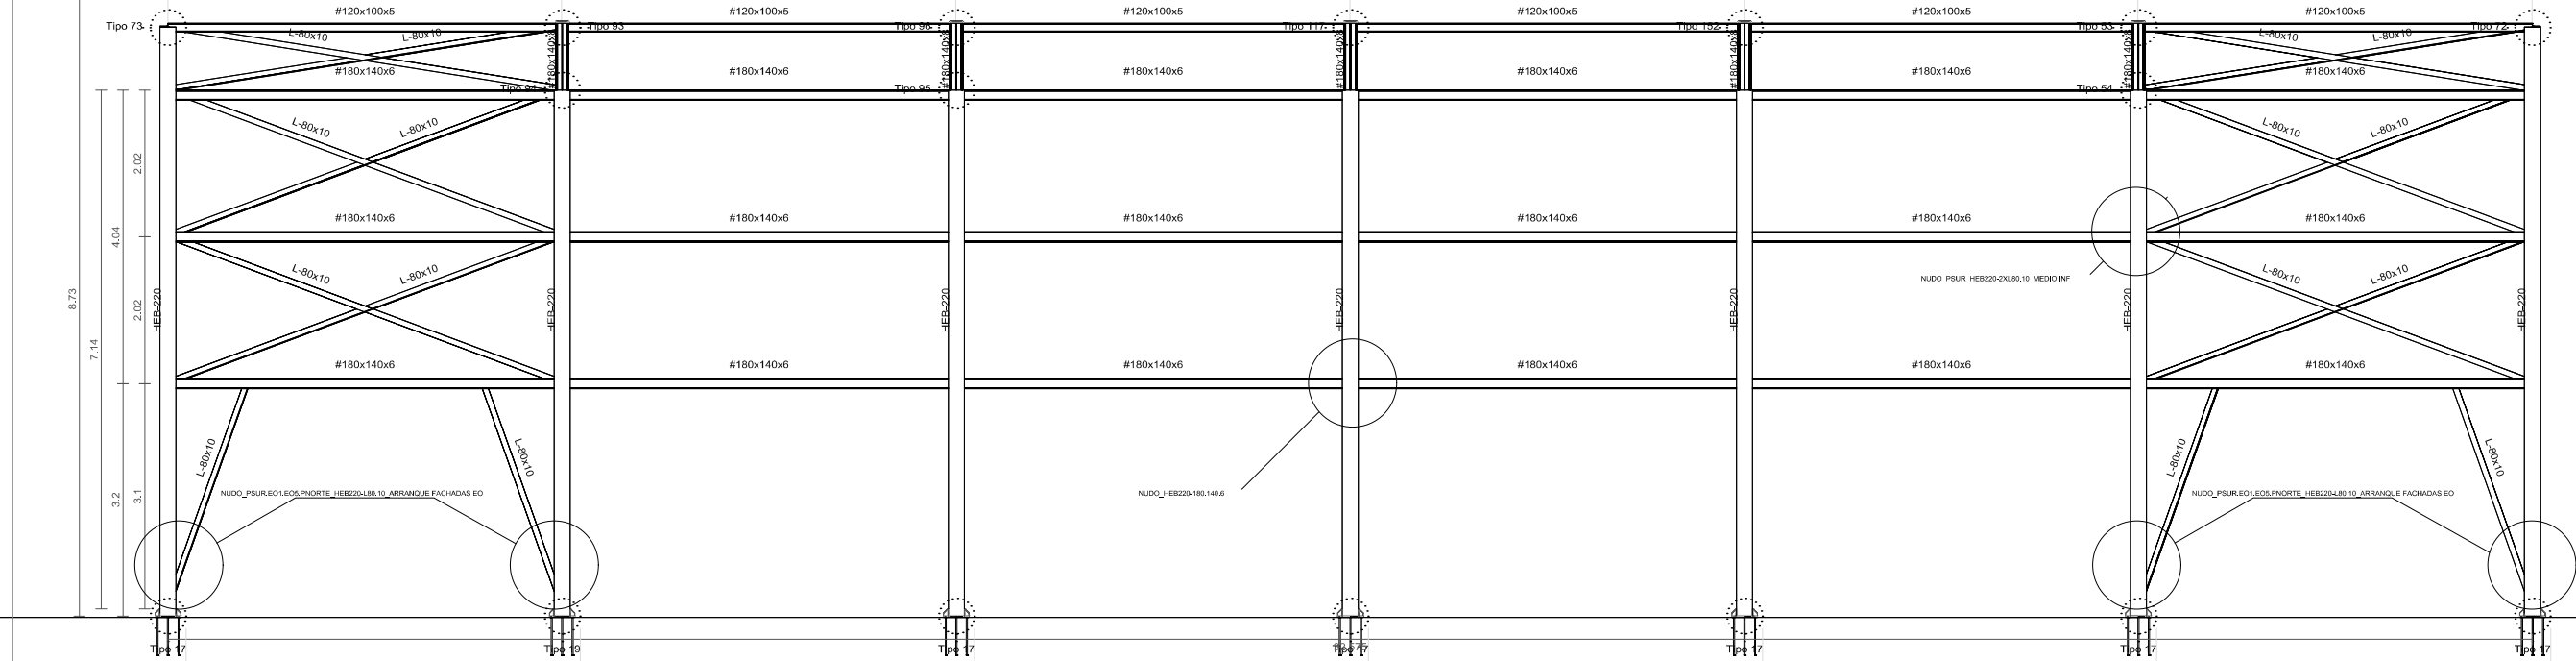 #120x100x5 #120x100x5 #120x100x5 #120x100x5 #120x100x5 #120x100x5
Tipo 73 Tipo 93 Tipo 98 Tipo 117 Tipo 152 Tipo 53 Tipo 72
L-80x10 L-80x10 L-80x10 L-80x10
#180x140x6 #180x140x6 #180x140x6 #180x140x6 #180x140x6 #180x140x6
Tipo 94 Tipo 95 Tipo 54
L-80x10 L-80x10 L-80x10 L-80x10
2.02
#180x140x6 #180x140x6 #180x140x6 #180x140x6 #180x140x6 #180x140x6
4.04
L-80x10 L-80x10 L-80x10 L-80x10
NUDO_PSUR_HEB220-2XL80.10_MEDIO.INF
8.73
2.02
HEB-220 HEB-220 HEB-220 HEB-220 HEB-220 HEB-220 HEB-220
7.14
#180x140x6 #180x140x6 #180x140x6 #180x140x6 #180x140x6 #180x140x6
L-80x10 L-80x10 L-80x10 L-80x10
3.2
3.1
NUDO_PSUR.EO1.EO5.PNORTE_HEB220-L80.10_ARRANQUE FACHADAS EO
NUDO_HEB220-180.140.6
NUDO_PSUR.EO1.EO5.PNORTE_HEB220-L80.10_ARRANQUE FACHADAS EO
Tipo 17 Tipo 19 Tipo 17 Tipo 17 Tipo 17 Tipo 17